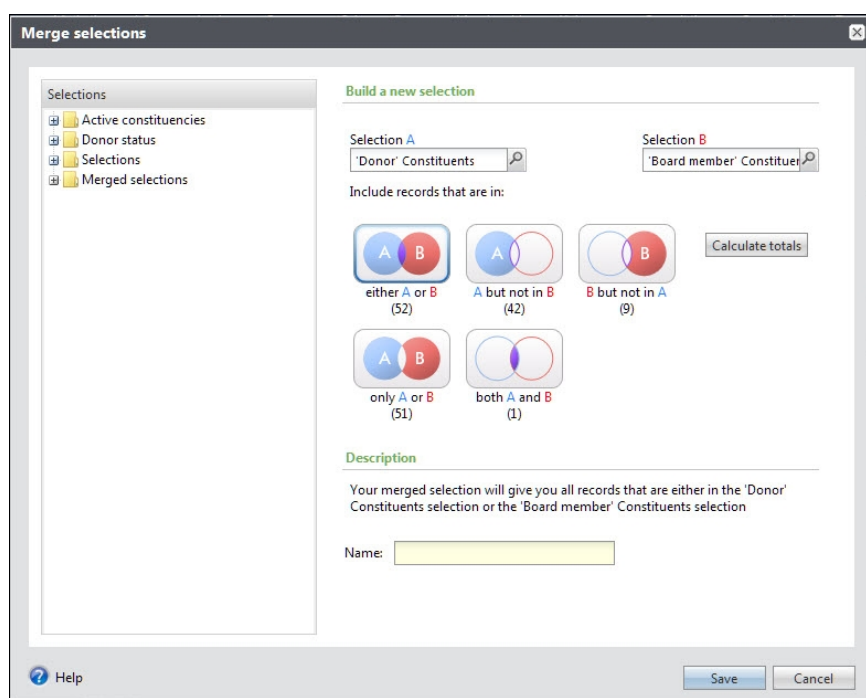 Merge selections
Selections
Active constituencies
Donor status
Selections
Merged selections
Build a new selection
Selection A
Selection B
'Donor' Constituents
'Board member' Constituer
Include records that are in:
A B
A
B
Calculate totals
either A or B
A but not in B
B but not in A
(52)
(42)
(9)
A B
only A or B
both A and B
(51)
(1)
Description
Your merged selection will give you all records that are either in the 'Donor'
Constituents selection or the 'Board member' Constituents selection
Name:
? Help
Save
Cancel